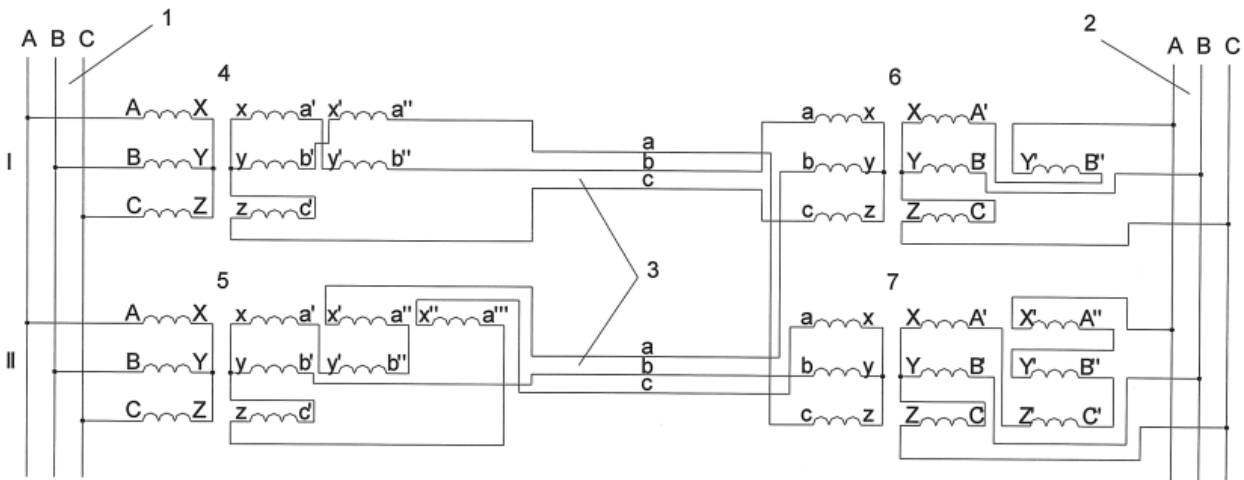 1
2
A B C
A B C
4
6
A X x a' x' a''
a x X A'
a
I
B Y y b' y' b''
b
b y Y B' Y' B''
c
C Z z c'
c z Z C
3
5
7
A X x a' x' a'' x'' a'''
a x X A' X' A''
a
II
B Y y b' y' b''
b
b y Y B' Y' B''
c
C Z z c'
c z Z C Z' C'